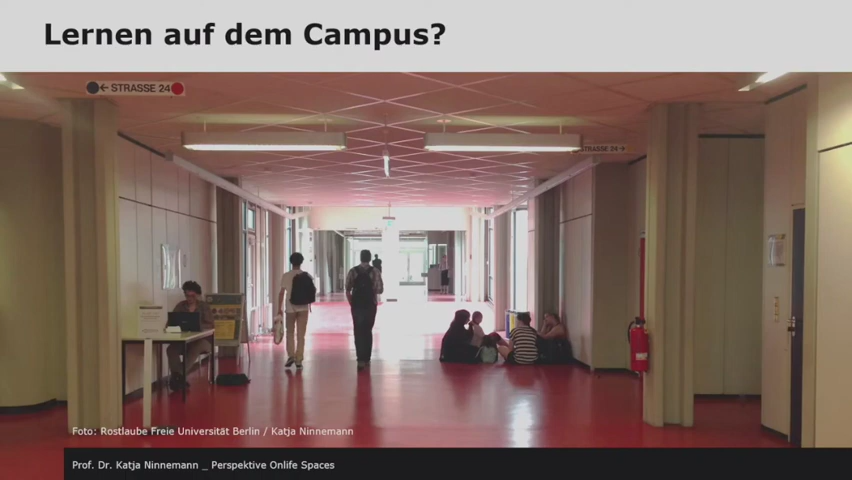 Lernen auf dem Campus?
← STRASSE 24
STRASSE 24 →
Foto: Rostlaube Freie Universität Berlin / Katja Ninnemann
Prof. Dr. Katja Ninnemann _ Perspektive Onlife Spaces